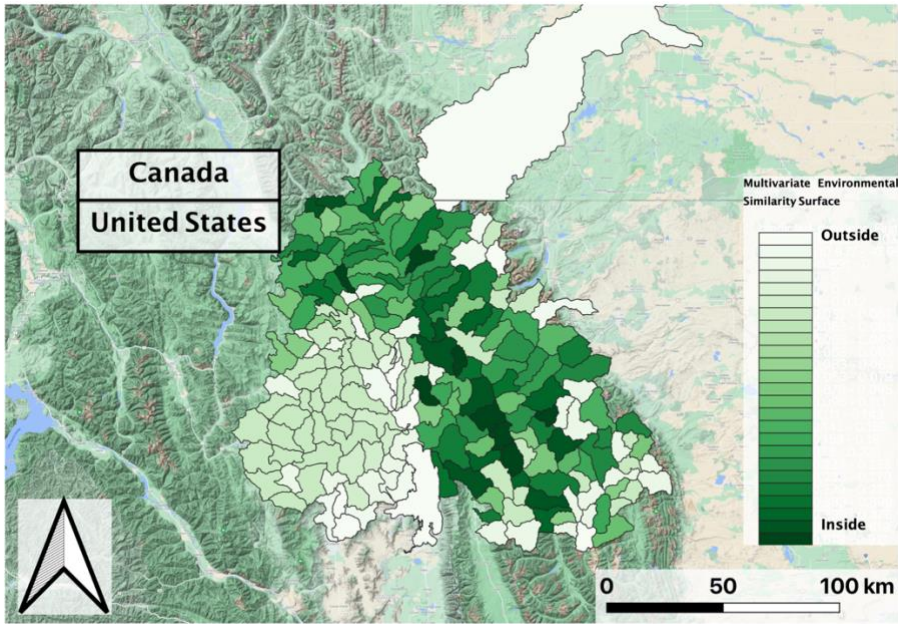 Canada
United States
Multivariate Environmental
Similarity Surface
Outside
Inside
0 50 100 km